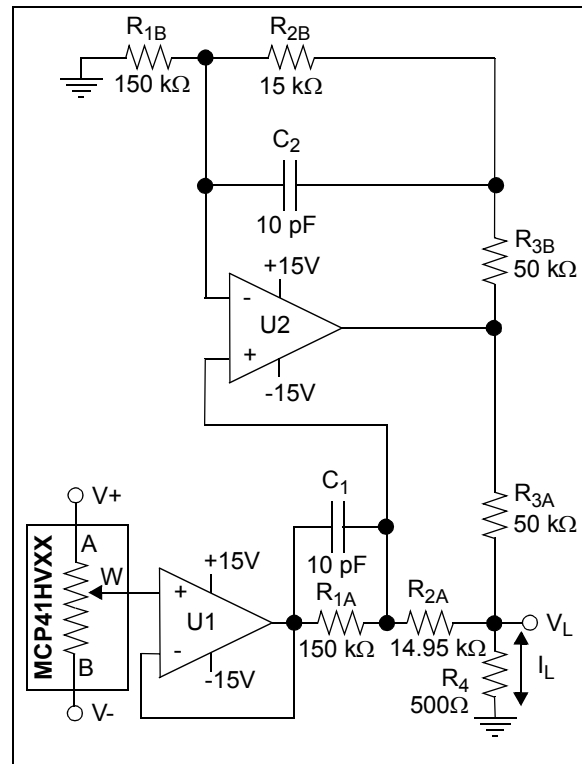 R1B
R2B
150 kΩ
15 kΩ
C2
10 pF
R3B
50 kΩ
+15V
-
U2
+
-15V
R3A
50 kΩ
C1
10 pF
V+
MCP41HVXX
A
W
B
V-
+15V
+
U1
-
-15V
R1A
150 kΩ
R2A
14.95 kΩ
VL
IL
R4
500Ω